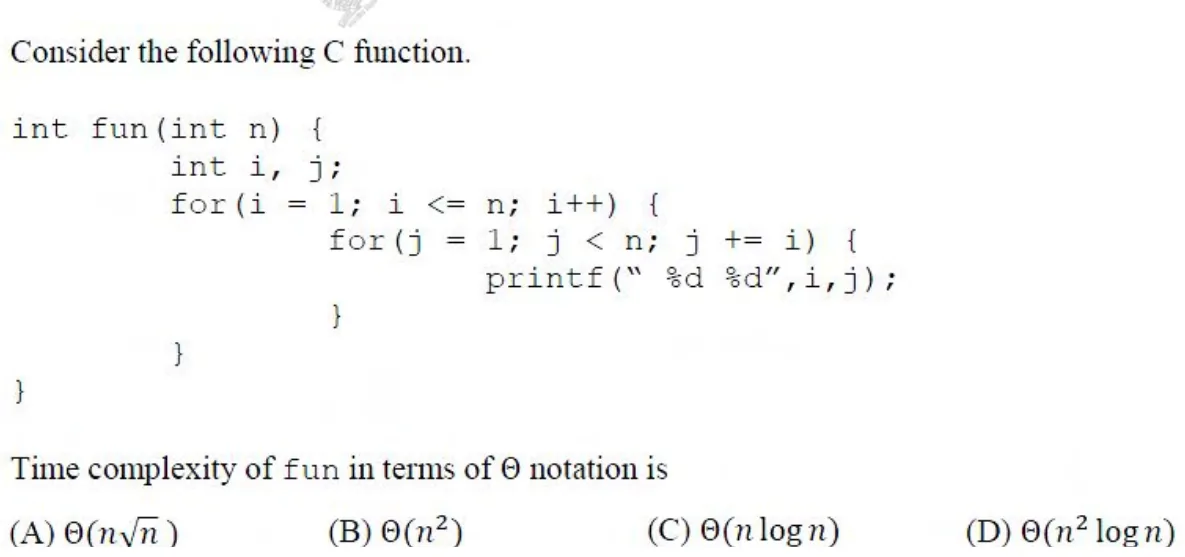 Consider the following C function.
int fun(int n) {
int i, j;
for(i = 1; i <= n; i++) {
for(j = 1; j < n; j += i) {
printf(“ %d %d”,i,j);
}
}
}
Time complexity of fun in terms of Θ notation is
(A) Θ(n√n) (B) Θ(n²) (C) Θ(n log n) (D) Θ(n² log n)